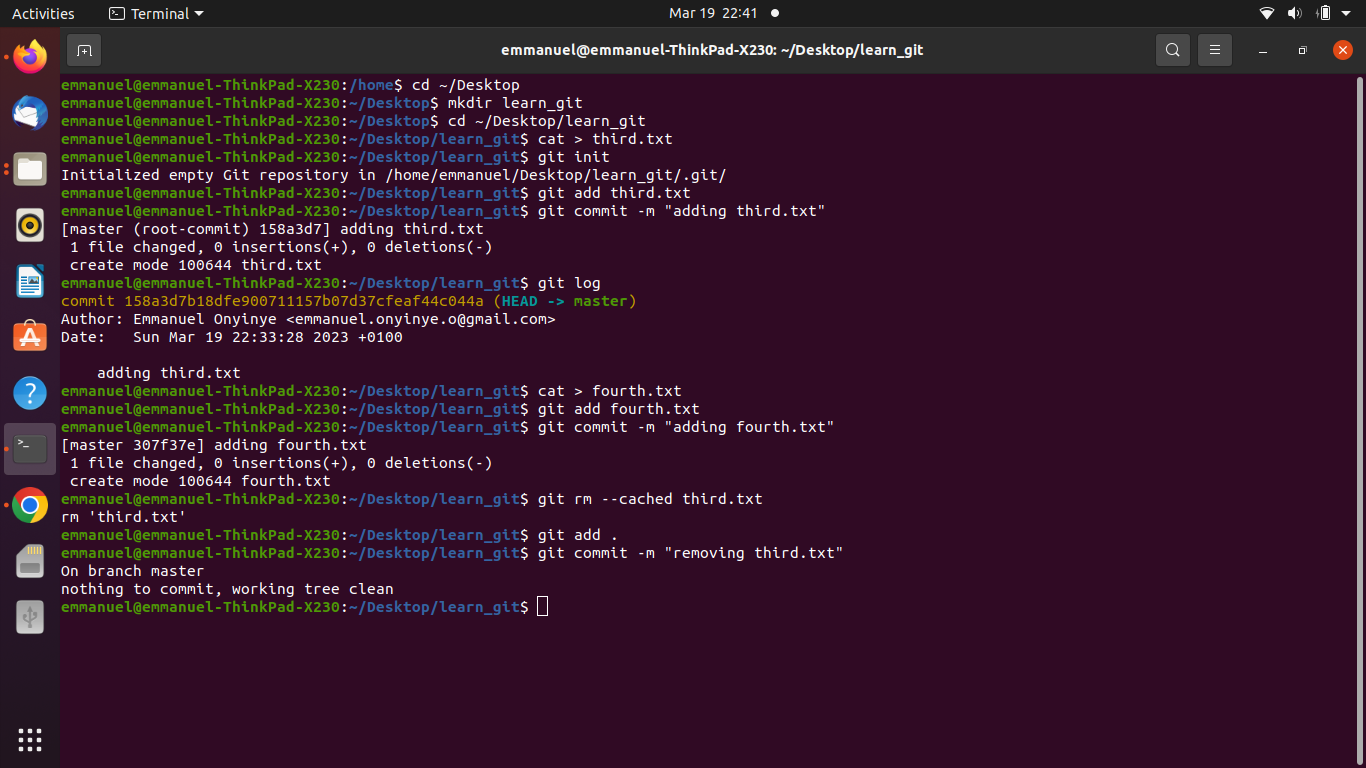 Activities
Terminal
Mar 19 22:41
emmanuel@emmanuel-ThinkPad-X230: ~/Desktop/learn_git
emmanuel@emmanuel-ThinkPad-X230:/home$ cd ~/Desktop
emmanuel@emmanuel-ThinkPad-X230:~/Desktop$ mkdir learn_git
emmanuel@emmanuel-ThinkPad-X230:~/Desktop$ cd ~/Desktop/learn_git
emmanuel@emmanuel-ThinkPad-X230:~/Desktop/learn_git$ cat > third.txt
emmanuel@emmanuel-ThinkPad-X230:~/Desktop/learn_git$ git init
Initialized empty Git repository in /home/emmanuel/Desktop/learn_git/.git/
emmanuel@emmanuel-ThinkPad-X230:~/Desktop/learn_git$ git add third.txt
emmanuel@emmanuel-ThinkPad-X230:~/Desktop/learn_git$ git commit -m "adding third.txt"
[master (root-commit) 158a3d7] adding third.txt
 1 file changed, 0 insertions(+), 0 deletions(-)
 create mode 100644 third.txt
emmanuel@emmanuel-ThinkPad-X230:~/Desktop/learn_git$ git log
commit 158a3d7b18dfe900711157b07d37cfeaf44c044a (HEAD -> master)
Author: Emmanuel Onyinye <emmanuel.onyinye.o@gmail.com>
Date:   Sun Mar 19 22:33:28 2023 +0100
    adding third.txt
emmanuel@emmanuel-ThinkPad-X230:~/Desktop/learn_git$ cat > fourth.txt
emmanuel@emmanuel-ThinkPad-X230:~/Desktop/learn_git$ git add fourth.txt
emmanuel@emmanuel-ThinkPad-X230:~/Desktop/learn_git$ git commit -m "adding fourth.txt"
[master 307f37e] adding fourth.txt
 1 file changed, 0 insertions(+), 0 deletions(-)
 create mode 100644 fourth.txt
emmanuel@emmanuel-ThinkPad-X230:~/Desktop/learn_git$ git rm --cached third.txt
rm 'third.txt'
emmanuel@emmanuel-ThinkPad-X230:~/Desktop/learn_git$ git add .
emmanuel@emmanuel-ThinkPad-X230:~/Desktop/learn_git$ git commit -m "removing third.txt"
On branch master
nothing to commit, working tree clean
emmanuel@emmanuel-ThinkPad-X230:~/Desktop/learn_git$